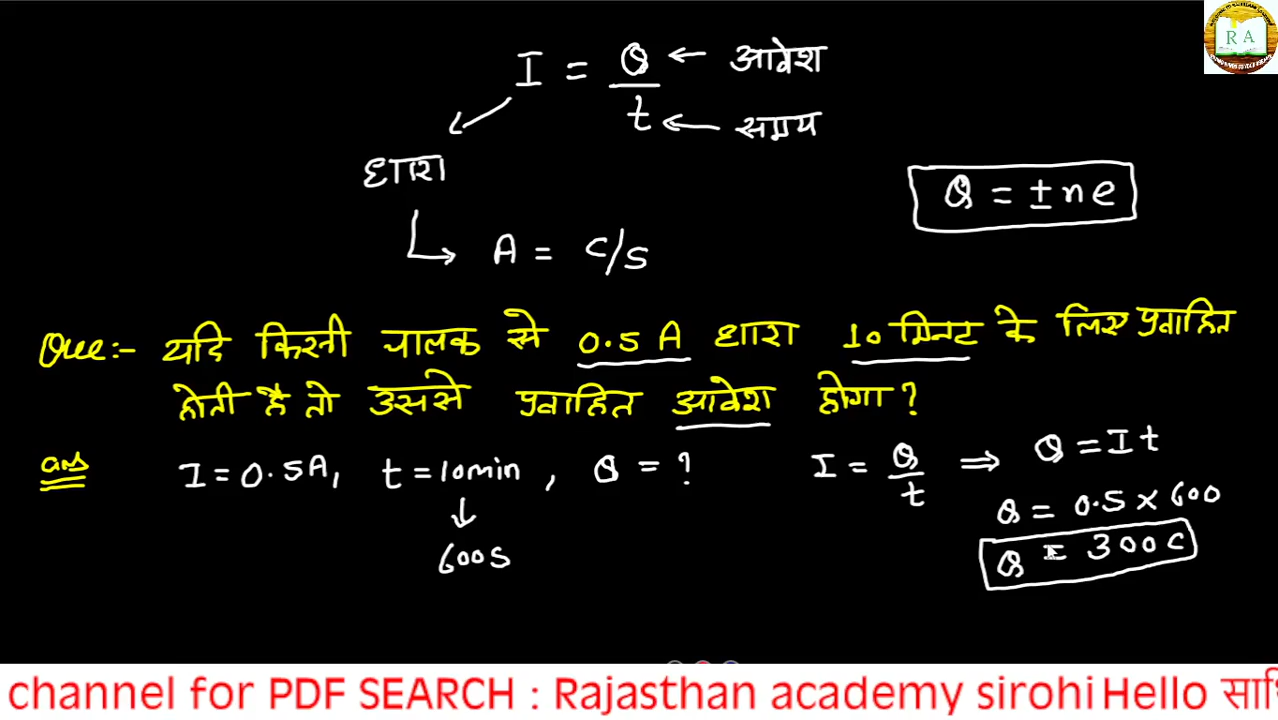 I = Q/t ← आवेश
← समय
धारा
A = C/S
Q = ±ne
Que:- यदि किसी चालक से 0.5 A धारा 10 मिनट के लिए प्रवाहित
होती है तो उससे प्रवाहित आवेश होगा?
ans I = 0.5A, t = 10min, Q = ? I = Q/t ⇒ Q = It
↓ 600S
Q = 0.5 × 600
Q = 300C
R A
channel for PDF SEARCH : Rajasthan academy sirohi Hello